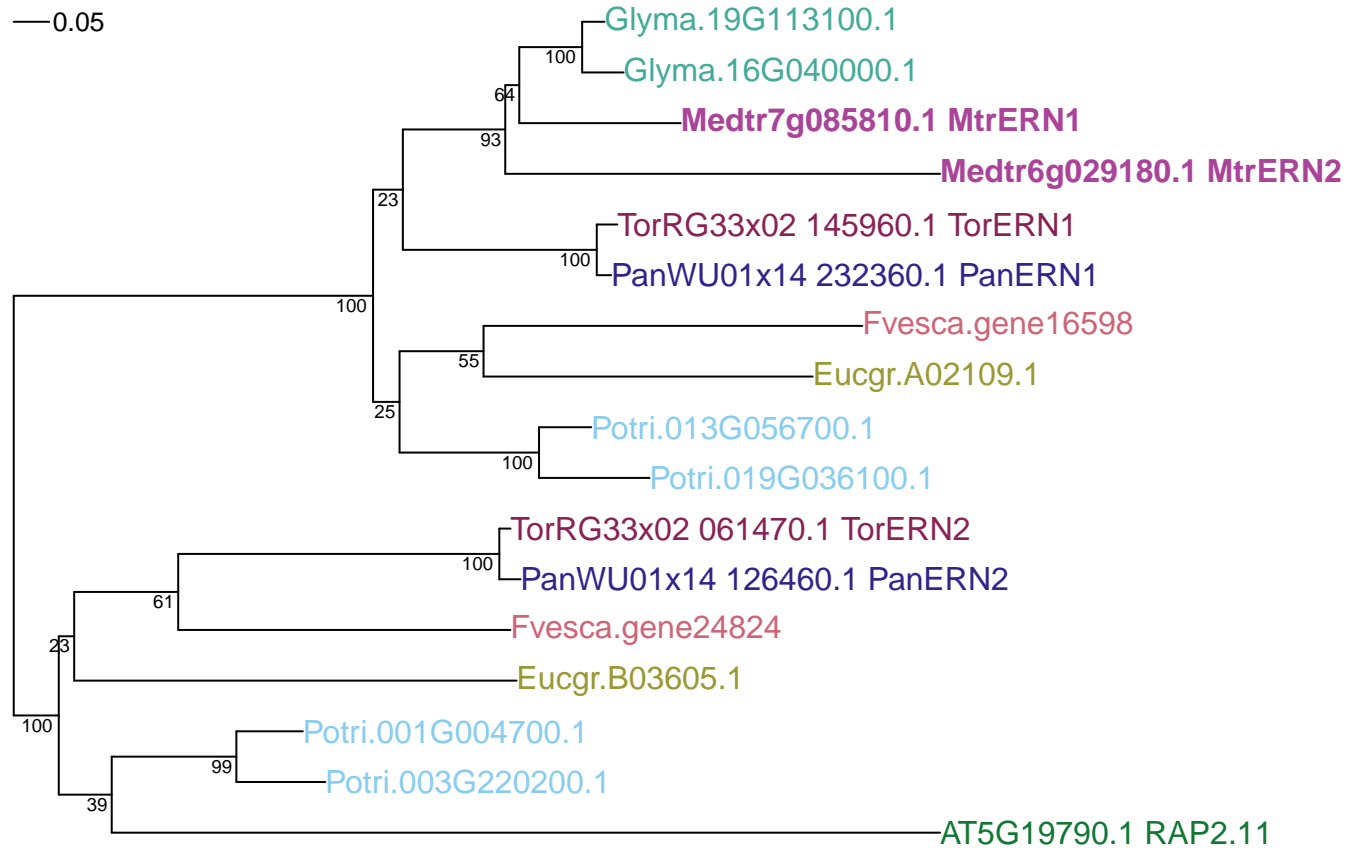 0.05
Glyma.19G113100.1
100
Glyma.16G040000.1
64
Medtr7g085810.1 MtrERN1
93
Medtr6g029180.1 MtrERN2
23
TorRG33x02 145960.1 TorERN1
100
PanWU01x14 232360.1 PanERN1
100
Fvesca.gene16598
55
Eucgr.A02109.1
25
Potri.013G056700.1
100
Potri.019G036100.1
TorRG33x02 061470.1 TorERN2
100
PanWU01x14 126460.1 PanERN2
61
Fvesca.gene24824
23
Eucgr.B03605.1
100
Potri.001G004700.1
99
Potri.003G220200.1
39
AT5G19790.1 RAP2.11